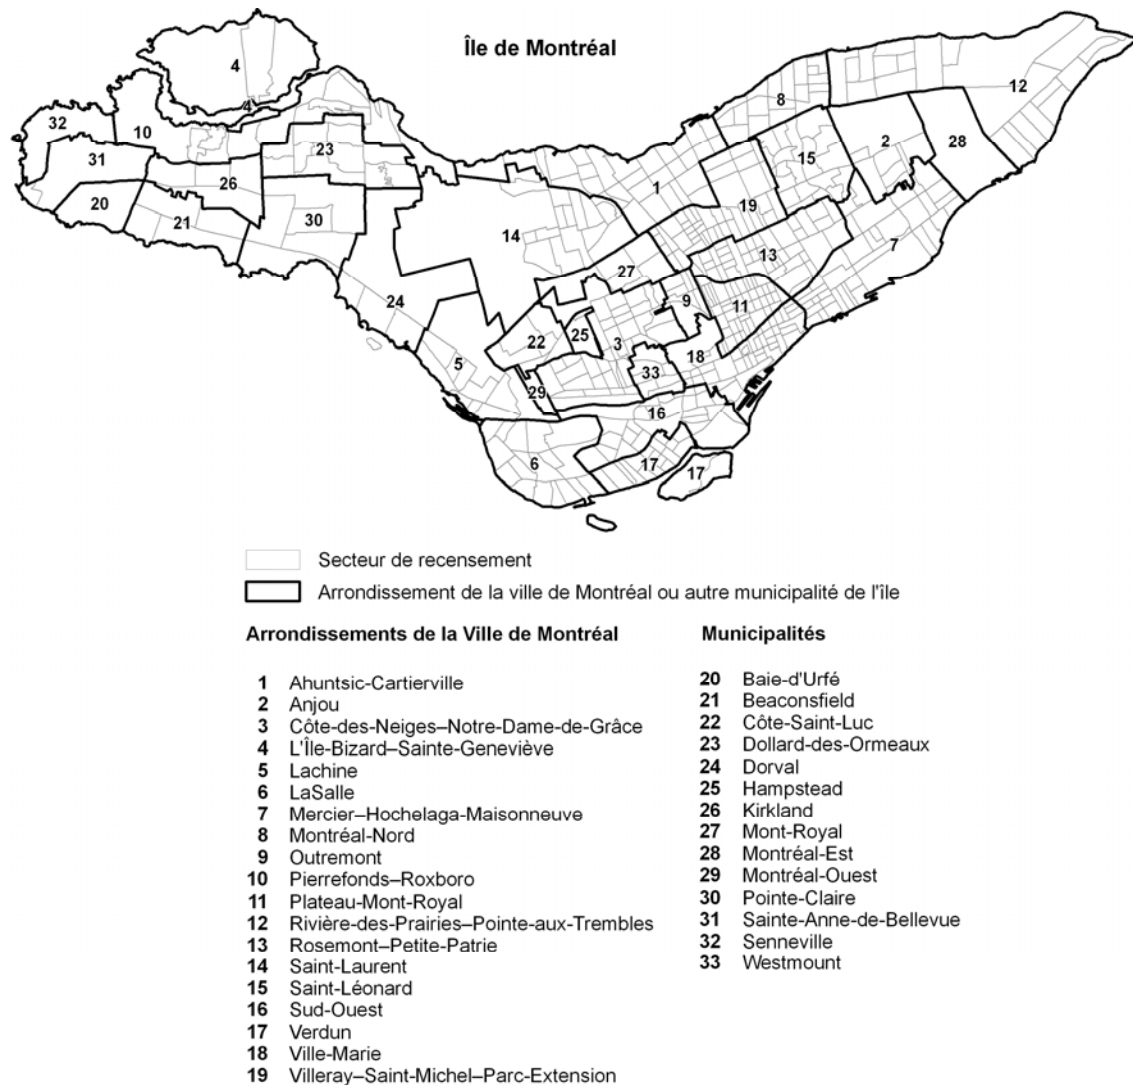 Île de Montréal
4
4
32
10
31
20
21
26
23
30
24
14
5
22
25
29
6
27
3
33
9
18
16
17
17
1
19
8
15
13
11
2
28
12
7
Secteur de recensement
Arrondissement de la ville de Montréal ou autre municipalité de l'île
Arrondissements de la Ville de Montréal
1 Ahuntsic-Cartierville
2 Anjou
3 Côte-des-Neiges–Notre-Dame-de-Grâce
4 L'Île-Bizard–Sainte-Geneviève
5 Lachine
6 LaSalle
7 Mercier–Hochelaga-Maisonneuve
8 Montréal-Nord
9 Outremont
10 Pierrefonds–Roxboro
11 Plateau-Mont-Royal
12 Rivière-des-Prairies–Pointe-aux-Trembles
13 Rosemont–Petite-Patrie
14 Saint-Laurent
15 Saint-Léonard
16 Sud-Ouest
17 Verdun
18 Ville-Marie
19 Villeray–Saint-Michel–Parc-Extension
Municipalités
20 Baie-d'Urfé
21 Beaconsfield
22 Côte-Saint-Luc
23 Dollard-des-Ormeaux
24 Dorval
25 Hampstead
26 Kirkland
27 Mont-Royal
28 Montréal-Est
29 Montréal-Ouest
30 Pointe-Claire
31 Sainte-Anne-de-Bellevue
32 Senneville
33 Westmount